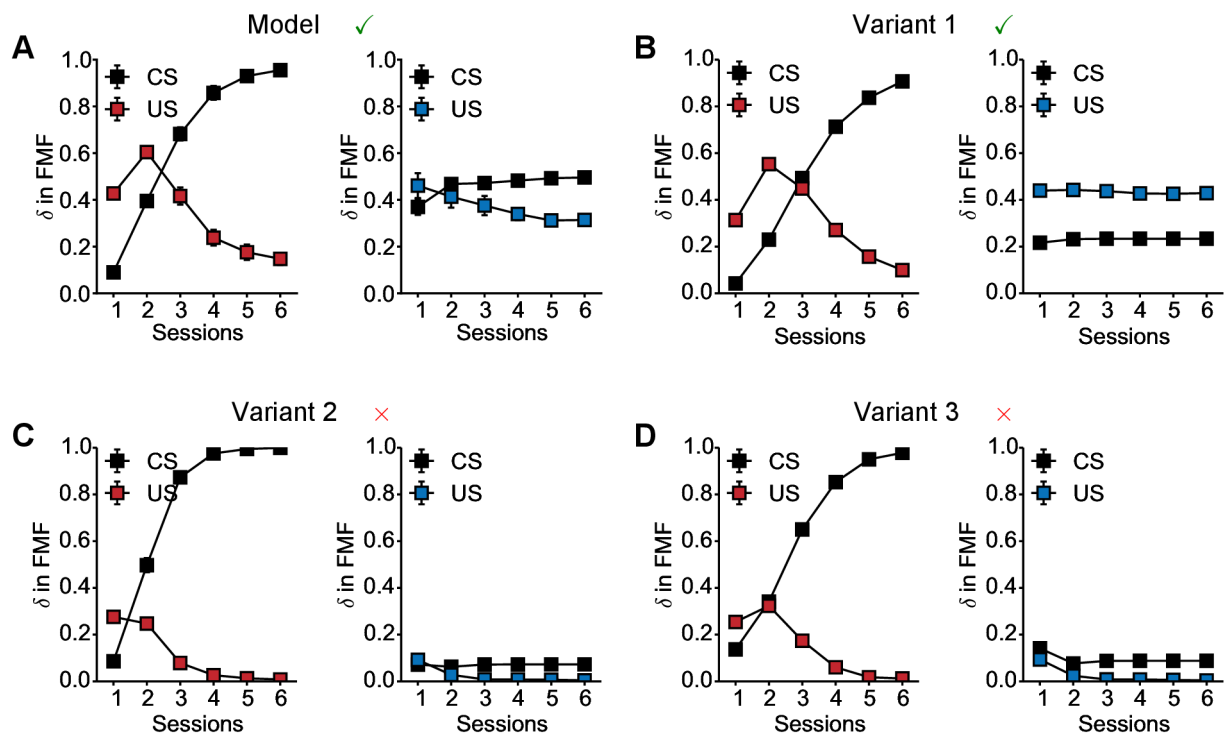 Model ✓
Variant 1 ✓
A
B
1.0
0.8
0.6
0.4
0.2
0.0
δ in FMF
CS
US
1 2 3 4 5 6
Sessions
1.0
0.8
0.6
0.4
0.2
0.0
δ in FMF
CS
US
1 2 3 4 5 6
Sessions
1.0
0.8
0.6
0.4
0.2
0.0
δ in FMF
CS
US
1 2 3 4 5 6
Sessions
1.0
0.8
0.6
0.4
0.2
0.0
δ in FMF
CS
US
1 2 3 4 5 6
Sessions
Variant 2 ×
Variant 3 ×
C
D
1.0
0.8
0.6
0.4
0.2
0.0
δ in FMF
CS
US
1 2 3 4 5 6
Sessions
1.0
0.8
0.6
0.4
0.2
0.0
δ in FMF
CS
US
1 2 3 4 5 6
Sessions
1.0
0.8
0.6
0.4
0.2
0.0
δ in FMF
CS
US
1 2 3 4 5 6
Sessions
1.0
0.8
0.6
0.4
0.2
0.0
δ in FMF
CS
US
1 2 3 4 5 6
Sessions